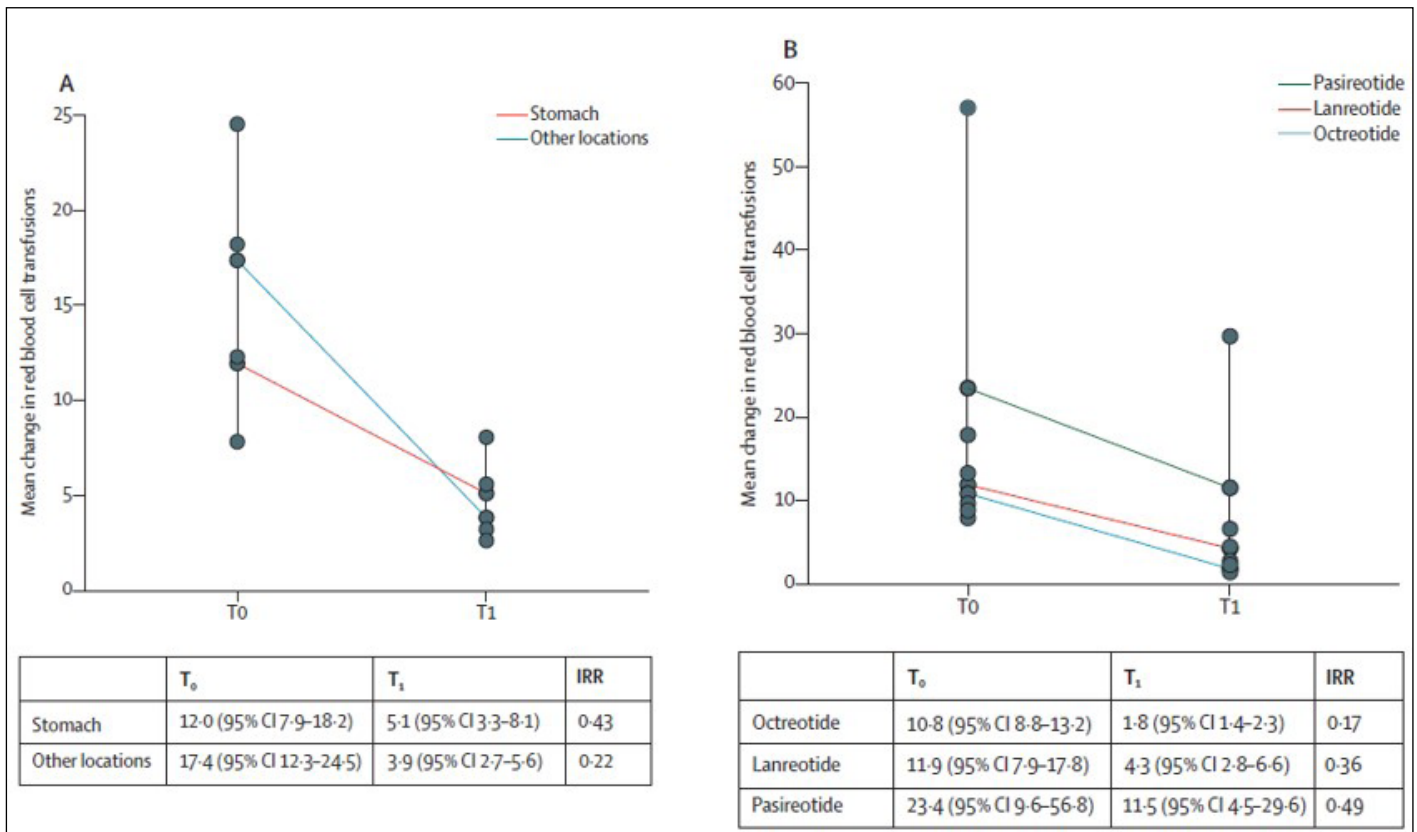 A
Mean change in red blood cell transfusions
25
20
15
10
5
0
T0
T1
Stomach
Other locations
T₀ T₁ IRR
Stomach 12·0 (95% CI 7·9–18·2) 5·1 (95% CI 3·3–8·1) 0·43
Other locations 17·4 (95% CI 12·3–24·5) 3·9 (95% CI 2·7–5·6) 0·22
B
Mean change in red blood cell transfusions
60
50
40
30
20
10
0
T0
T1
Pasireotide
Lanreotide
Octreotide
T₀ T₁ IRR
Octreotide 10·8 (95% CI 8·8–13·2) 1·8 (95% CI 1·4–2·3) 0·17
Lanreotide 11·9 (95% CI 7·9–17·8) 4·3 (95% CI 2·8–6·6) 0·36
Pasireotide 23·4 (95% CI 9·6–56·8) 11·5 (95% CI 4·5–29·6) 0·49